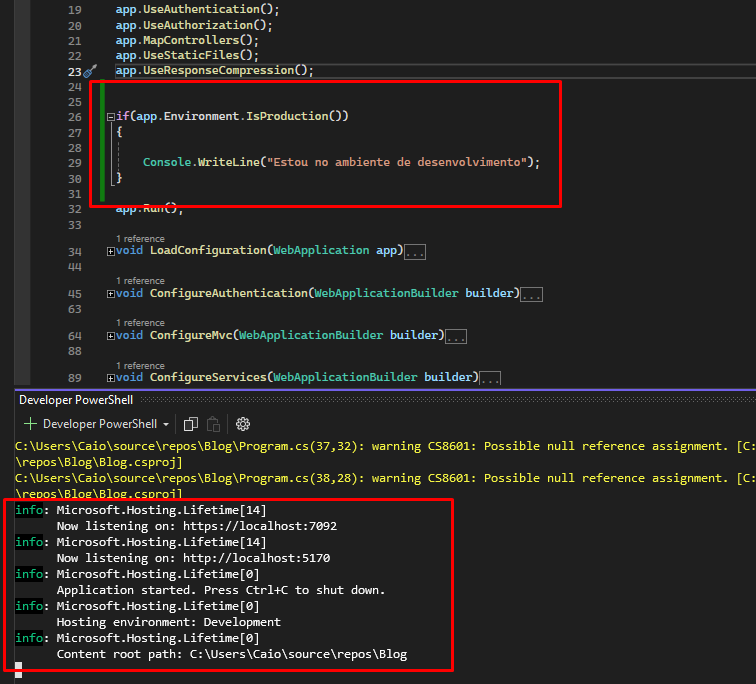 19 app.UseAuthentication();
20 app.UseAuthorization();
21 app.MapControllers();
22 app.UseStaticFiles();
23 app.UseResponseCompression();
24
25
26 if(app.Environment.IsProduction())
27 {
28
29 Console.WriteLine("Estou no ambiente de desenvolvimento");
30 }
31
32 app.Run();
33
1 reference
34 void LoadConfiguration(WebApplication app)...
44
1 reference
45 void ConfigureAuthentication(WebApplicationBuilder builder)...
63
1 reference
64 void ConfigureMvc(WebApplicationBuilder builder)...
88
1 reference
89 void ConfigureServices(WebApplicationBuilder builder)...
Developer PowerShell
Developer PowerShell
C:\Users\Caio\source\repos\Blog\Program.cs(37,32): warning CS8601: Possible null reference assignment. [C:
\repos\Blog\Blog.csproj]
C:\Users\Caio\source\repos\Blog\Program.cs(38,28): warning CS8601: Possible null reference assignment. [C:
\repos\Blog\Blog.csproj]
info: Microsoft.Hosting.Lifetime[14]
Now listening on: https://localhost:7092
info: Microsoft.Hosting.Lifetime[14]
Now listening on: http://localhost:5170
info: Microsoft.Hosting.Lifetime[0]
Application started. Press Ctrl+C to shut down.
info: Microsoft.Hosting.Lifetime[0]
Hosting environment: Development
info: Microsoft.Hosting.Lifetime[0]
Content root path: C:\Users\Caio\source\repos\Blog